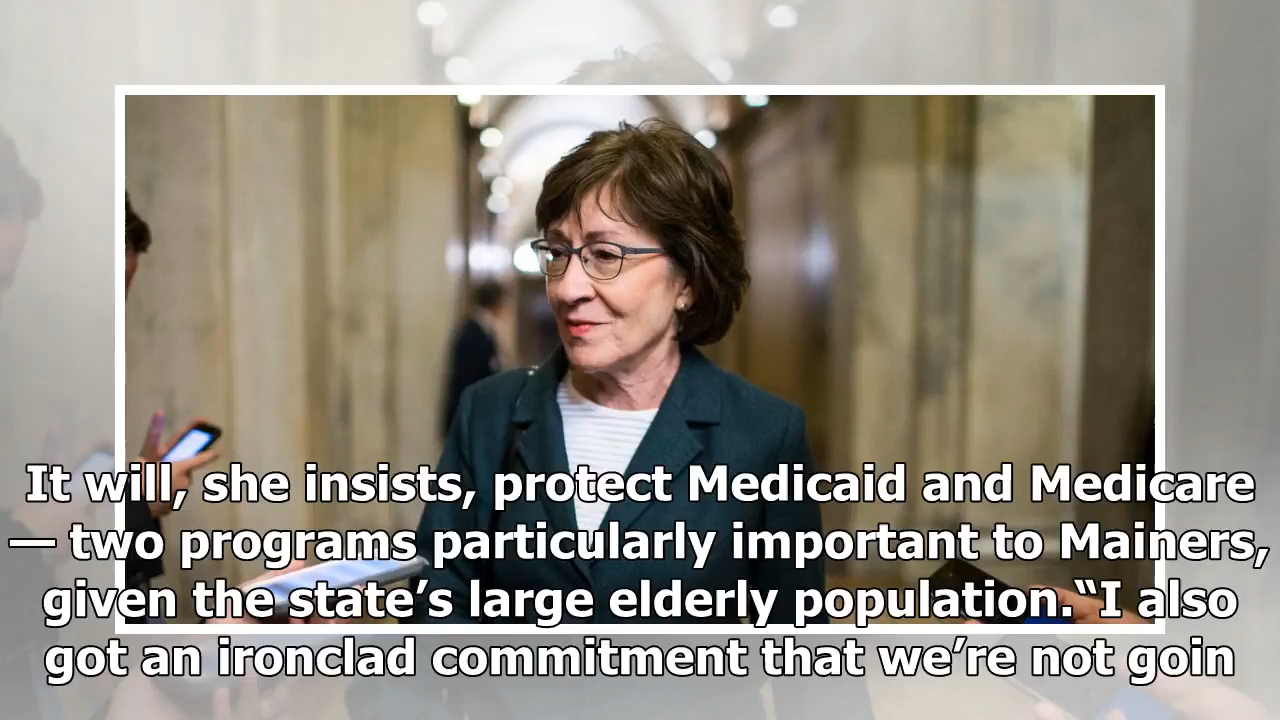 It will, she insists, protect Medicaid and Medicare
— two programs particularly important to Mainers,
given the state’s large elderly population.“I also
got an ironclad commitment that we’re not goin